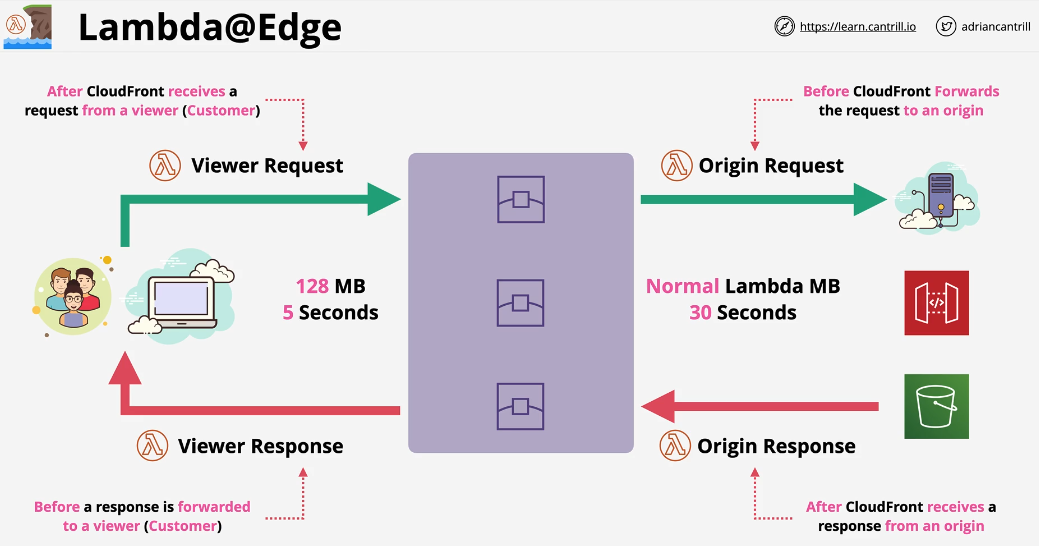 Lambda@Edge
https://learn.cantrill.io
adriancantrill
After CloudFront receives a
request from a viewer (Customer)
Before CloudFront Forwards
the request to an origin
Viewer Request
Origin Request
128 MB
5 Seconds
Normal Lambda MB
30 Seconds
</>
Viewer Response
Origin Response
Before a response is forwarded
to a viewer (Customer)
After CloudFront receives a
response from an origin